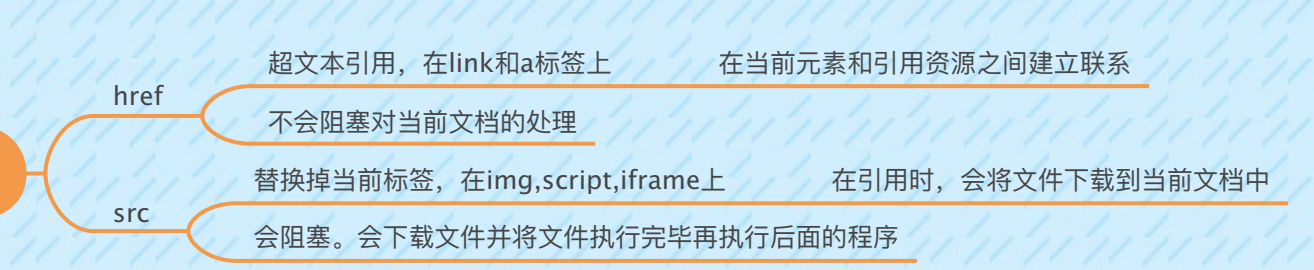 href
超文本引用，在link和a标签上
在当前元素和引用资源之间建立联系
不会阻塞对当前文档的处理
src
替换掉当前标签，在img,script,iframe上
在引用时，会将文件下载到当前文档中
会阻塞。会下载文件并将文件执行完毕再执行后面的程序